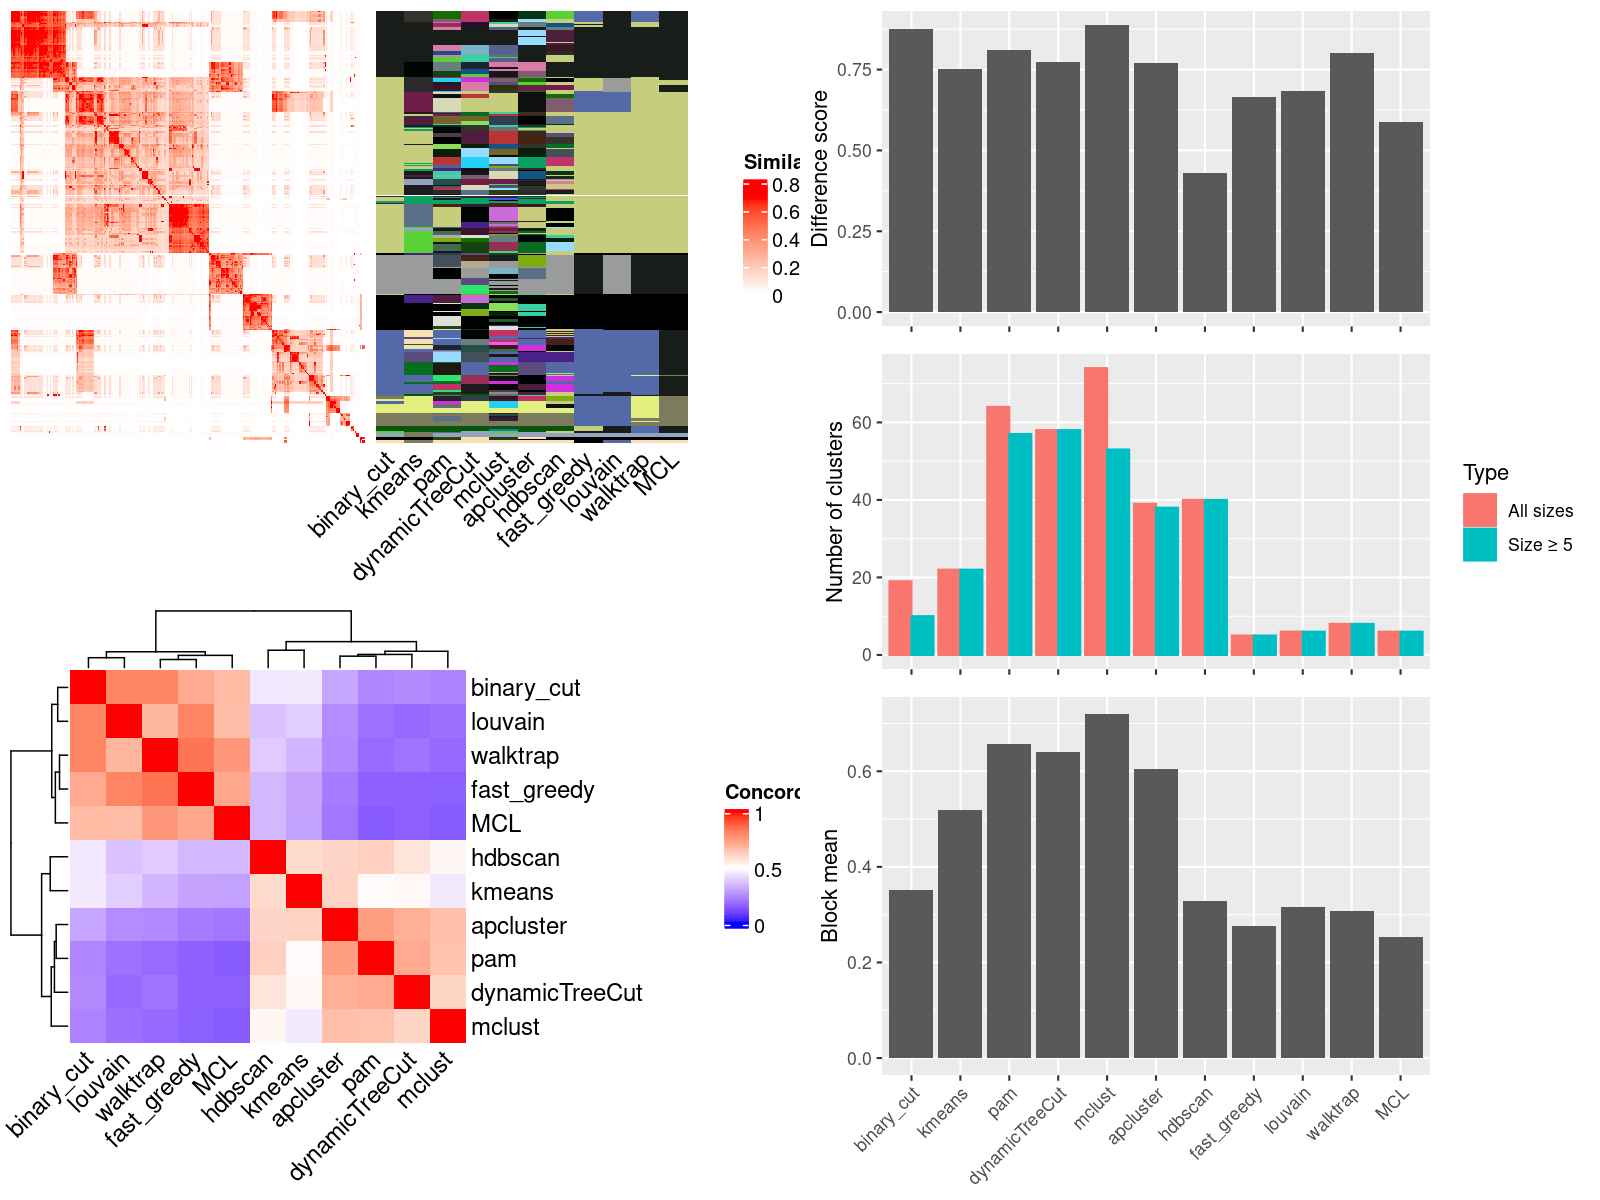 Simila
0.8
0.6
0.4
0.2
0
binary_cut
kmeans
pam
dynamicTreeCut
mclust
apcluster
hdbscan
fast_greedy
louvain
walktrap
MCL
binary_cut
louvain
walktrap
fast_greedy
MCL
hdbscan
kmeans
apcluster
pam
dynamicTreeCut
mclust
binary_cut
louvain
walktrap
fast_greedy
MCL
hdbscan
kmeans
apcluster
pam
dynamicTreeCut
mclust
Concord
1
0.5
0
Difference score
0.75
0.50
0.25
0.00
Number of clusters
60
40
20
0
Type
All sizes
Size ≥ 5
Block mean
0.6
0.4
0.2
0.0
binary_cut
kmeans
pam
dynamicTreeCut
mclust
apcluster
hdbscan
fast_greedy
louvain
walktrap
MCL